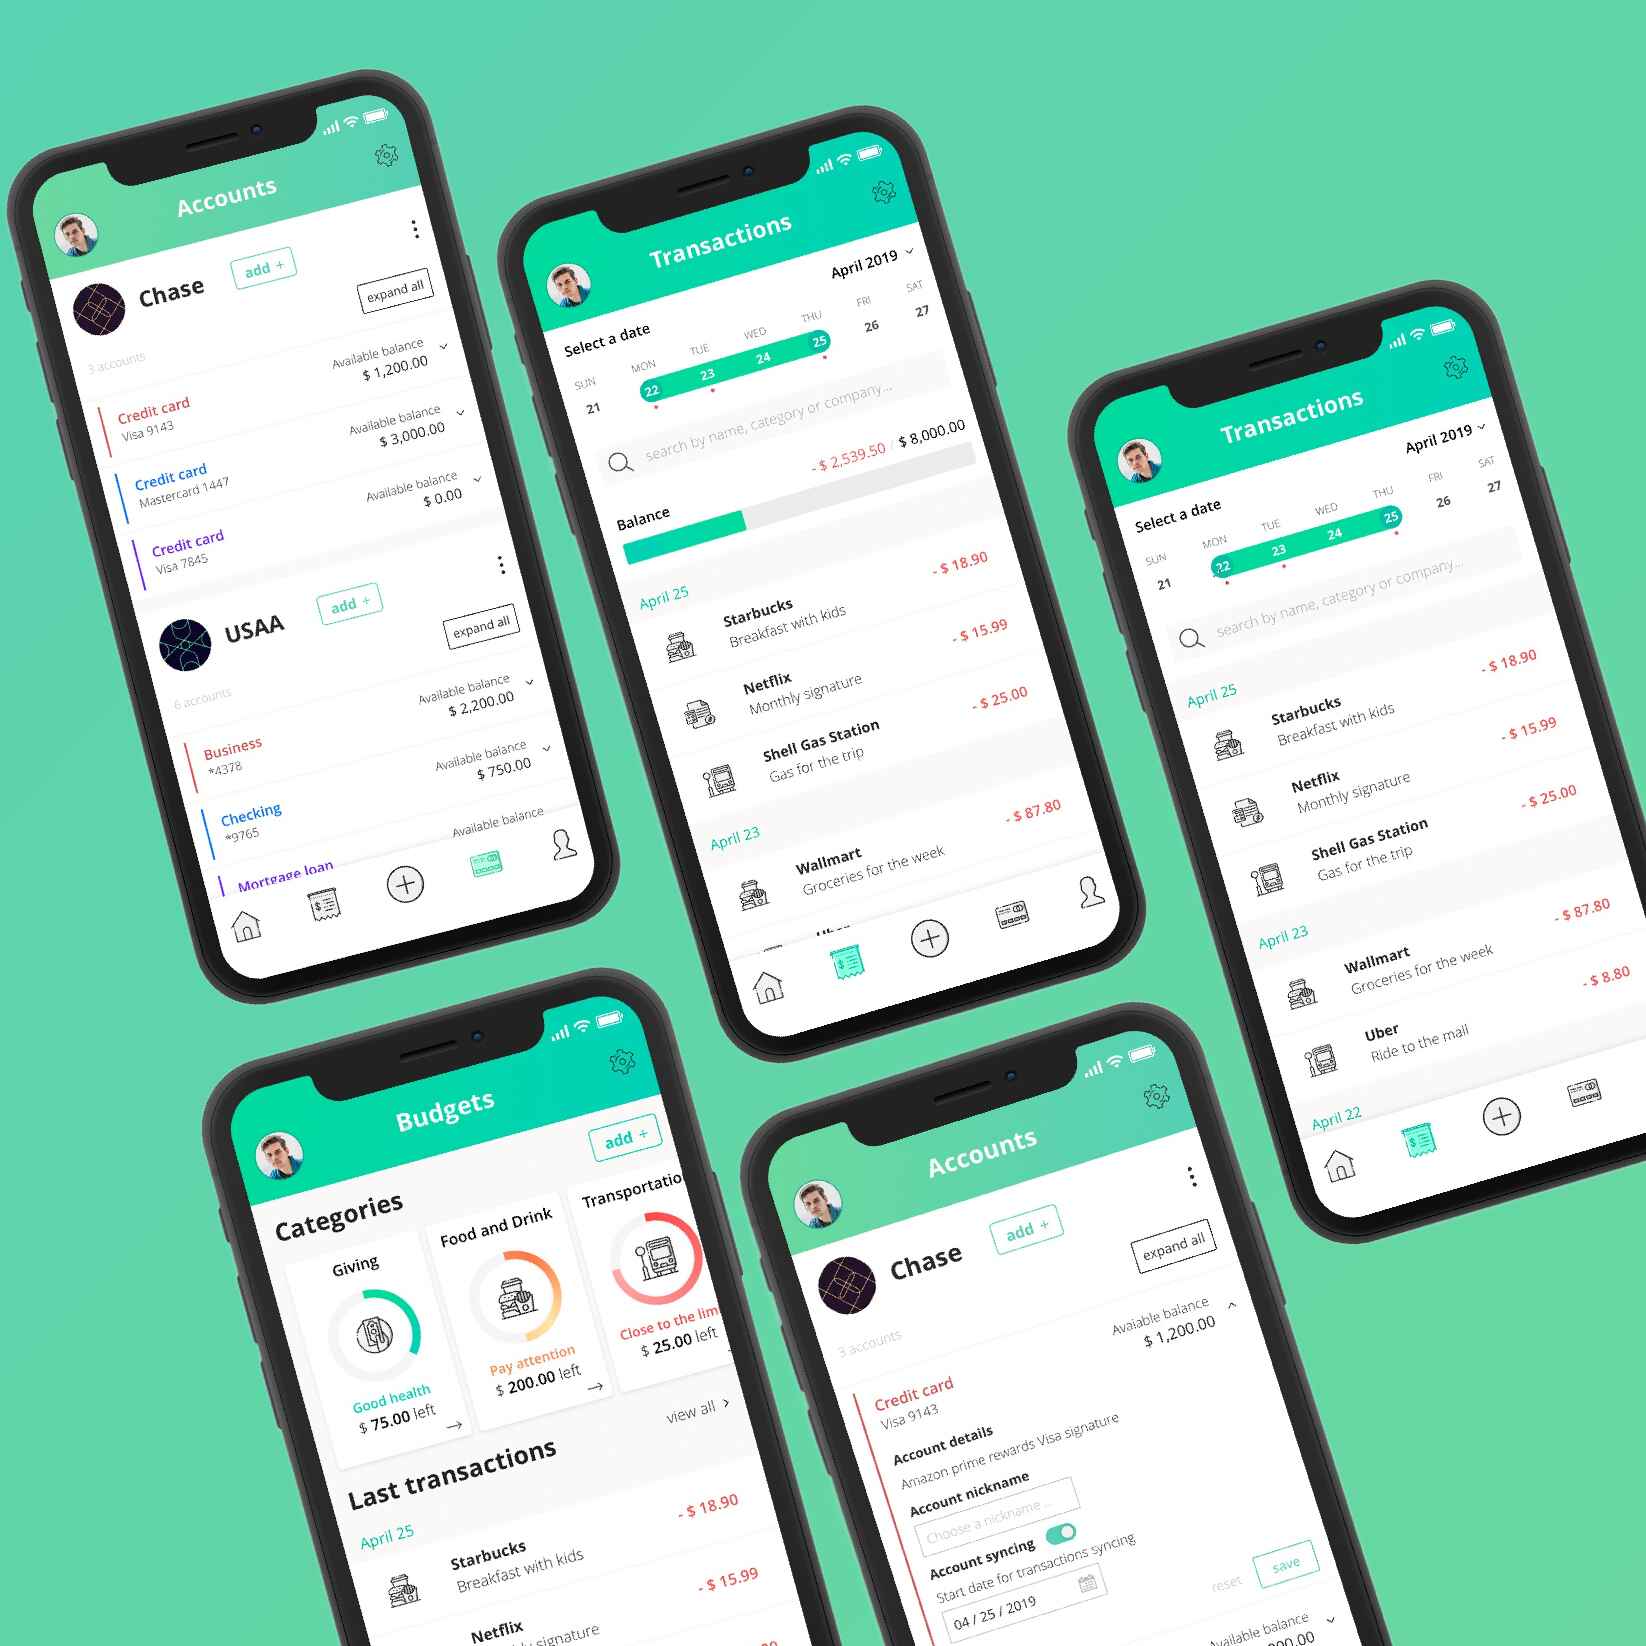 Accounts
Chase
add +
expand all
3 accounts
Available balance
$ 1,200.00
Credit card
Visa 9143
Available balance
$ 3,000.00
Credit card
Mastercard 1447
Available balance
$ 0.00
Credit card
Visa 7845
USAA
add +
expand all
6 accounts
Available balance
$ 2,200.00
Business
*4378
Available balance
$ 750.00
Checking
*9765
Available balance
Mortgage loan
Transactions
April 2019
Select a date
SUN MON TUE WED THU FRI SAT
21 22 23 24 25 26 27
search by name, category or company...
- $ 2,539.50 / $ 8,000.00
Balance
April 25
Starbucks
Breakfast with kids
- $ 18.90
Netflix
Monthly signature
- $ 15.99
Shell Gas Station
Gas for the trip
- $ 25.00
April 23
Wallmart
Groceries for the week
- $ 87.80
Uber
Transactions
April 2019
Select a date
SUN MON TUE WED THU FRI SAT
21 22 23 24 25 26 27
search by name, category or company...
April 25
Starbucks
Breakfast with kids
- $ 18.90
Netflix
Monthly signature
- $ 15.99
Shell Gas Station
Gas for the trip
- $ 25.00
April 23
Wallmart
Groceries for the week
- $ 87.80
Uber
Ride to the mall
- $ 8.80
April 22
Budgets
add +
Categories
Giving
Good health
$ 75.00 left
Food and Drink
Pay attention
$ 200.00 left
Transportatio
Close to the lim
$ 25.00 left
view all
Last transactions
April 25
Starbucks
Breakfast with kids
- $ 18.90
Netflix
signature
- $ 15.99
Accounts
Chase
add +
expand all
3 accounts
Avaiable balance
$ 1,200.00
Credit card
Visa 9143
Account details
Amazon prime rewards Visa signature
Account nickname
Choose a nickname ...
Account syncing
Start date for transactions syncing
04 / 25 / 2019
reset
save
Available balance